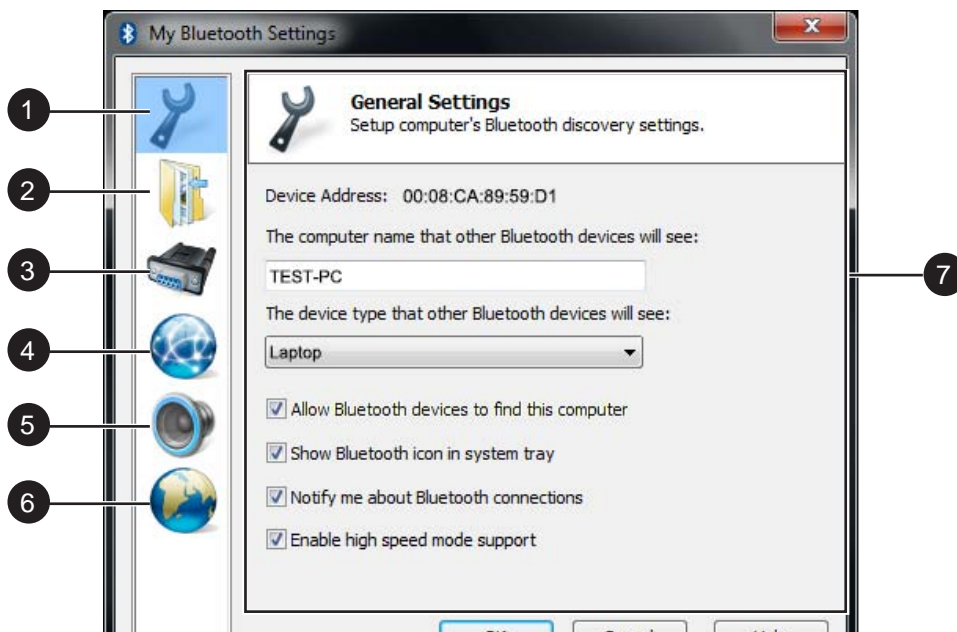 My Bluetooth Settings
1
General Settings
Setup computer's Bluetooth discovery settings.
2
Device Address: 00:08:CA:89:59:D1
The computer name that other Bluetooth devices will see:
3
TEST-PC
7
The device type that other Bluetooth devices will see:
4
Laptop
5
Allow Bluetooth devices to find this computer
Show Bluetooth icon in system tray
6
Notify me about Bluetooth connections
Enable high speed mode support